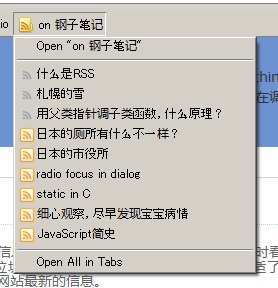 io on 钢子笔记
Open "on 钢子笔记"
什么是RSS
札幌的雪
用父类指针调子类函数，什么原理？
日本的厕所有什么不一样？
日本的市役所
radio focus in dialog
static in C
细心观察，尽早发现宝宝病情
JavaScript简史
Open All in Tabs
thin
在调
信息
时看
垃圾
首了
网站最新的信息。